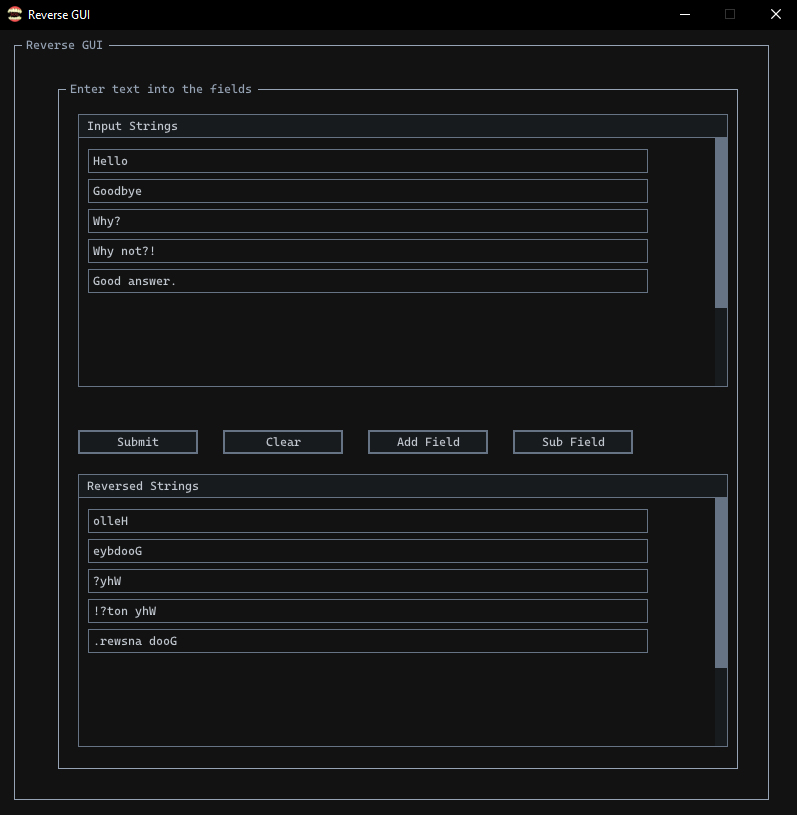 Reverse GUI
Reverse GUI
Enter text into the fields
Input Strings
Hello
Goodbye
Why?
Why not?!
Good answer.
Submit Clear Add Field Sub Field
Reversed Strings
olleH
eybdooG
?yhW
!?ton yhW
.rewsna dooG